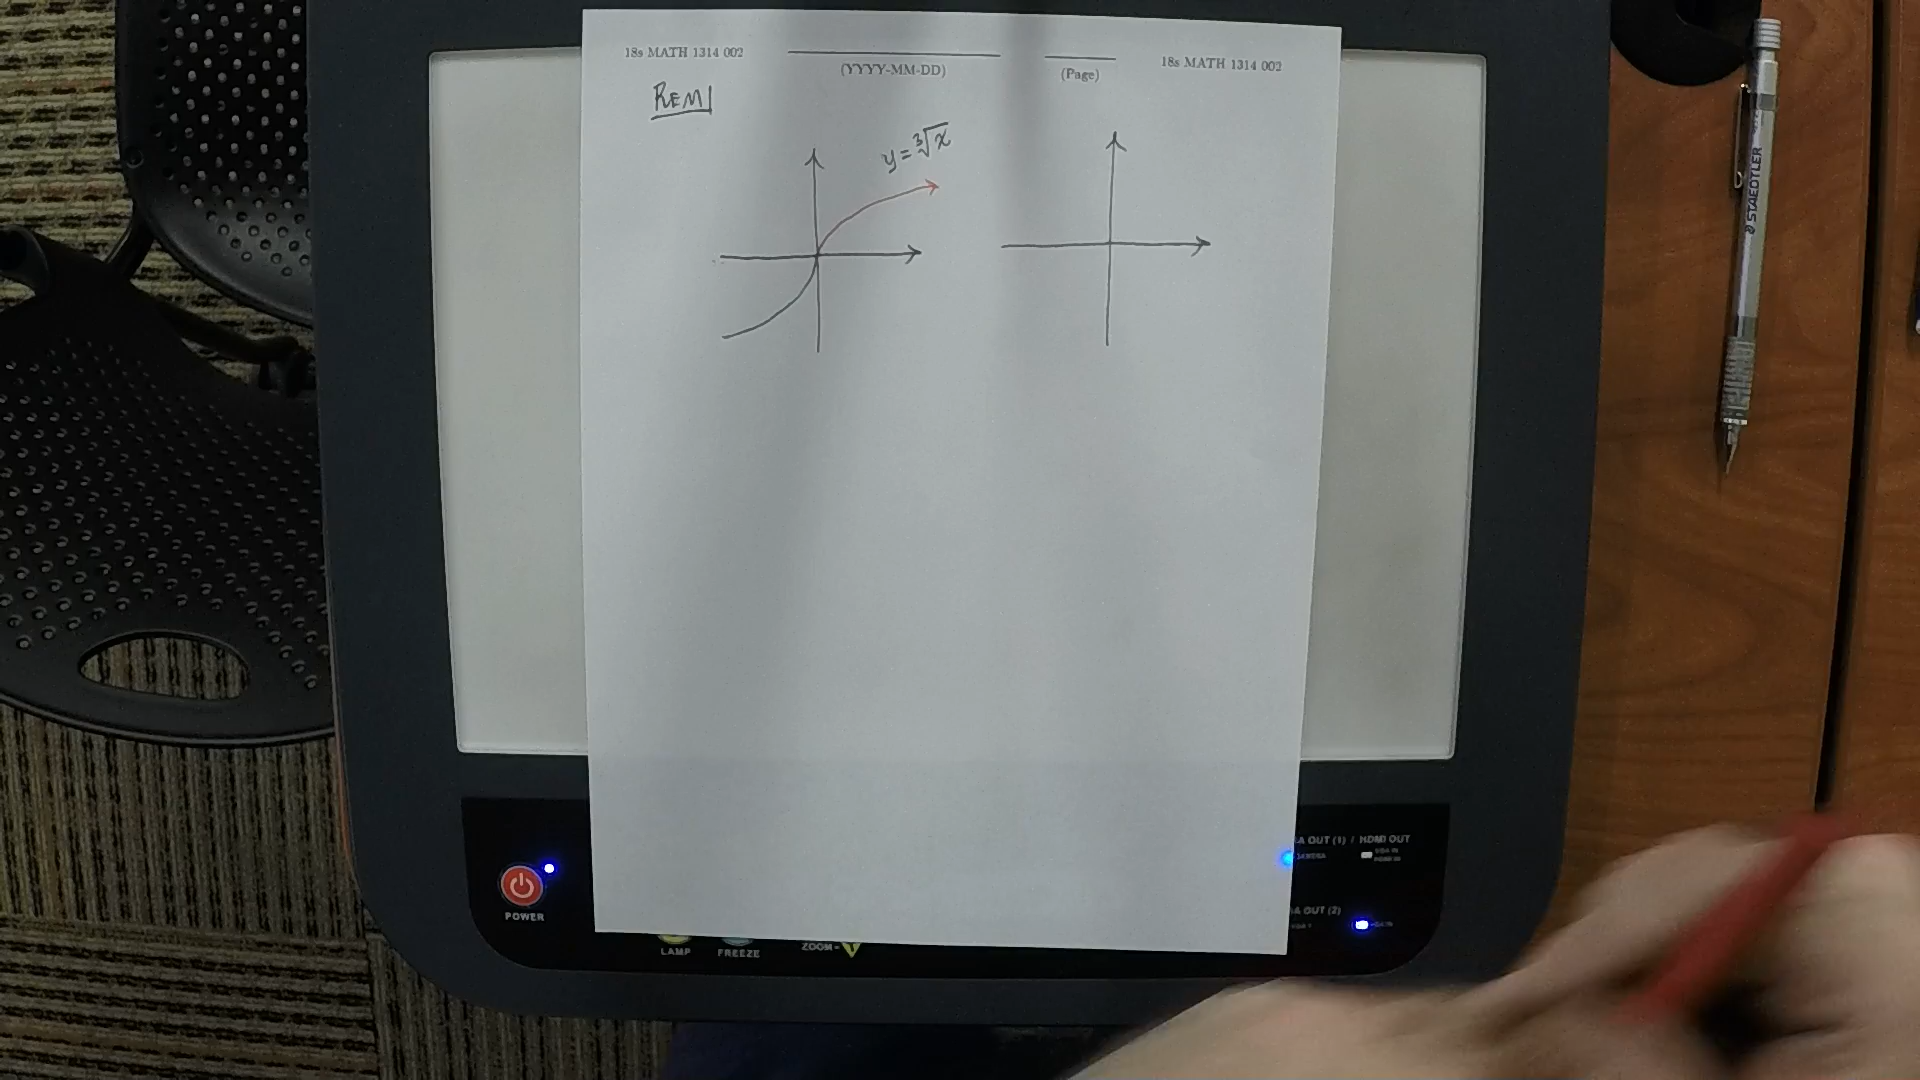 18s MATH 1314 002
(YYYY-MM-DD)
(Page)
18s MATH 1314 002
REM
y = ∛x
STAEDTLER
POWER
LAMP
FREEZE
ZOOM
A OUT (1) / HDMI OUT
A OUT (2)